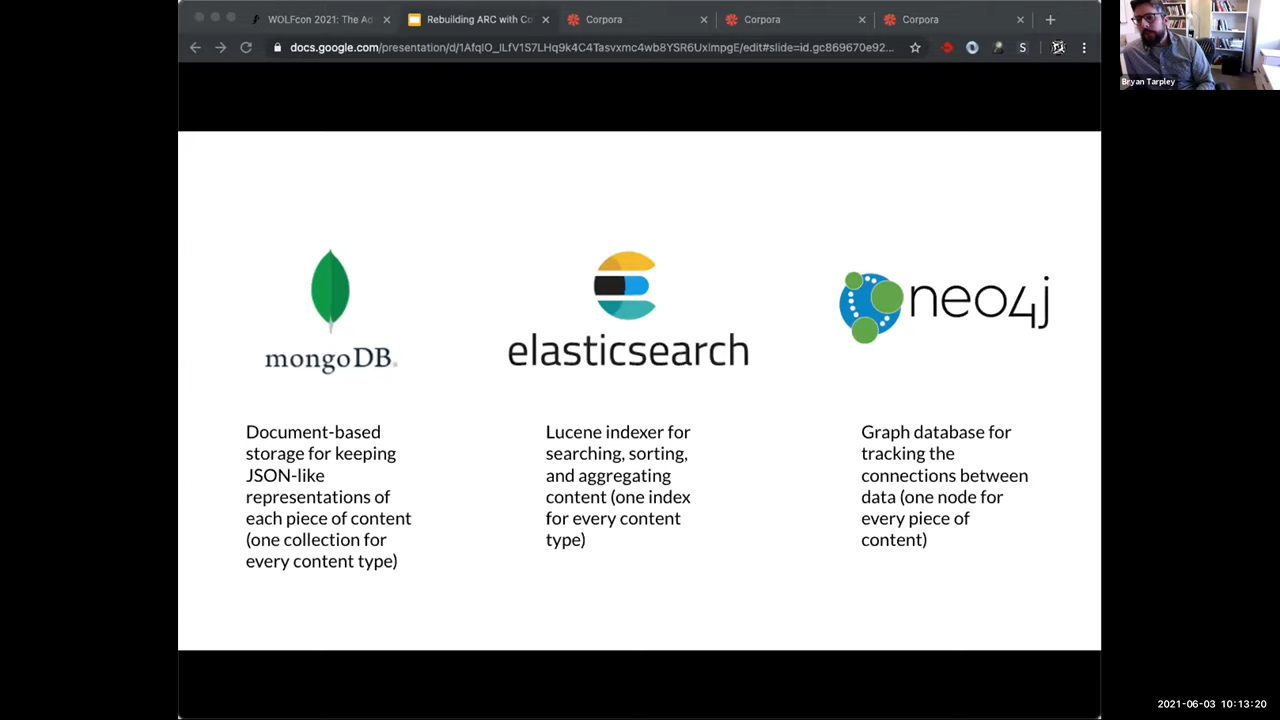 WOLFcon 2021: The Ad
Rebuilding ARC with Co
Corpora
Corpora
Corpora
docs.google.com/presentation/d/1AfqIO_ILfV1S7LHq9k4C4Tasvxmc4wb8YSR6UxImpgE/edit#slide=id.gc869670e92...
S
Bryan Tarpley
mongoDB.
elasticsearch
neo4j
Document-based
storage for keeping
JSON-like
representations of
each piece of content
(one collection for
every content type)
Lucene indexer for
searching, sorting,
and aggregating
content (one index
for every content
type)
Graph database for
tracking the
connections between
data (one node for
every piece of
content)
2021-06-03 10:13:20